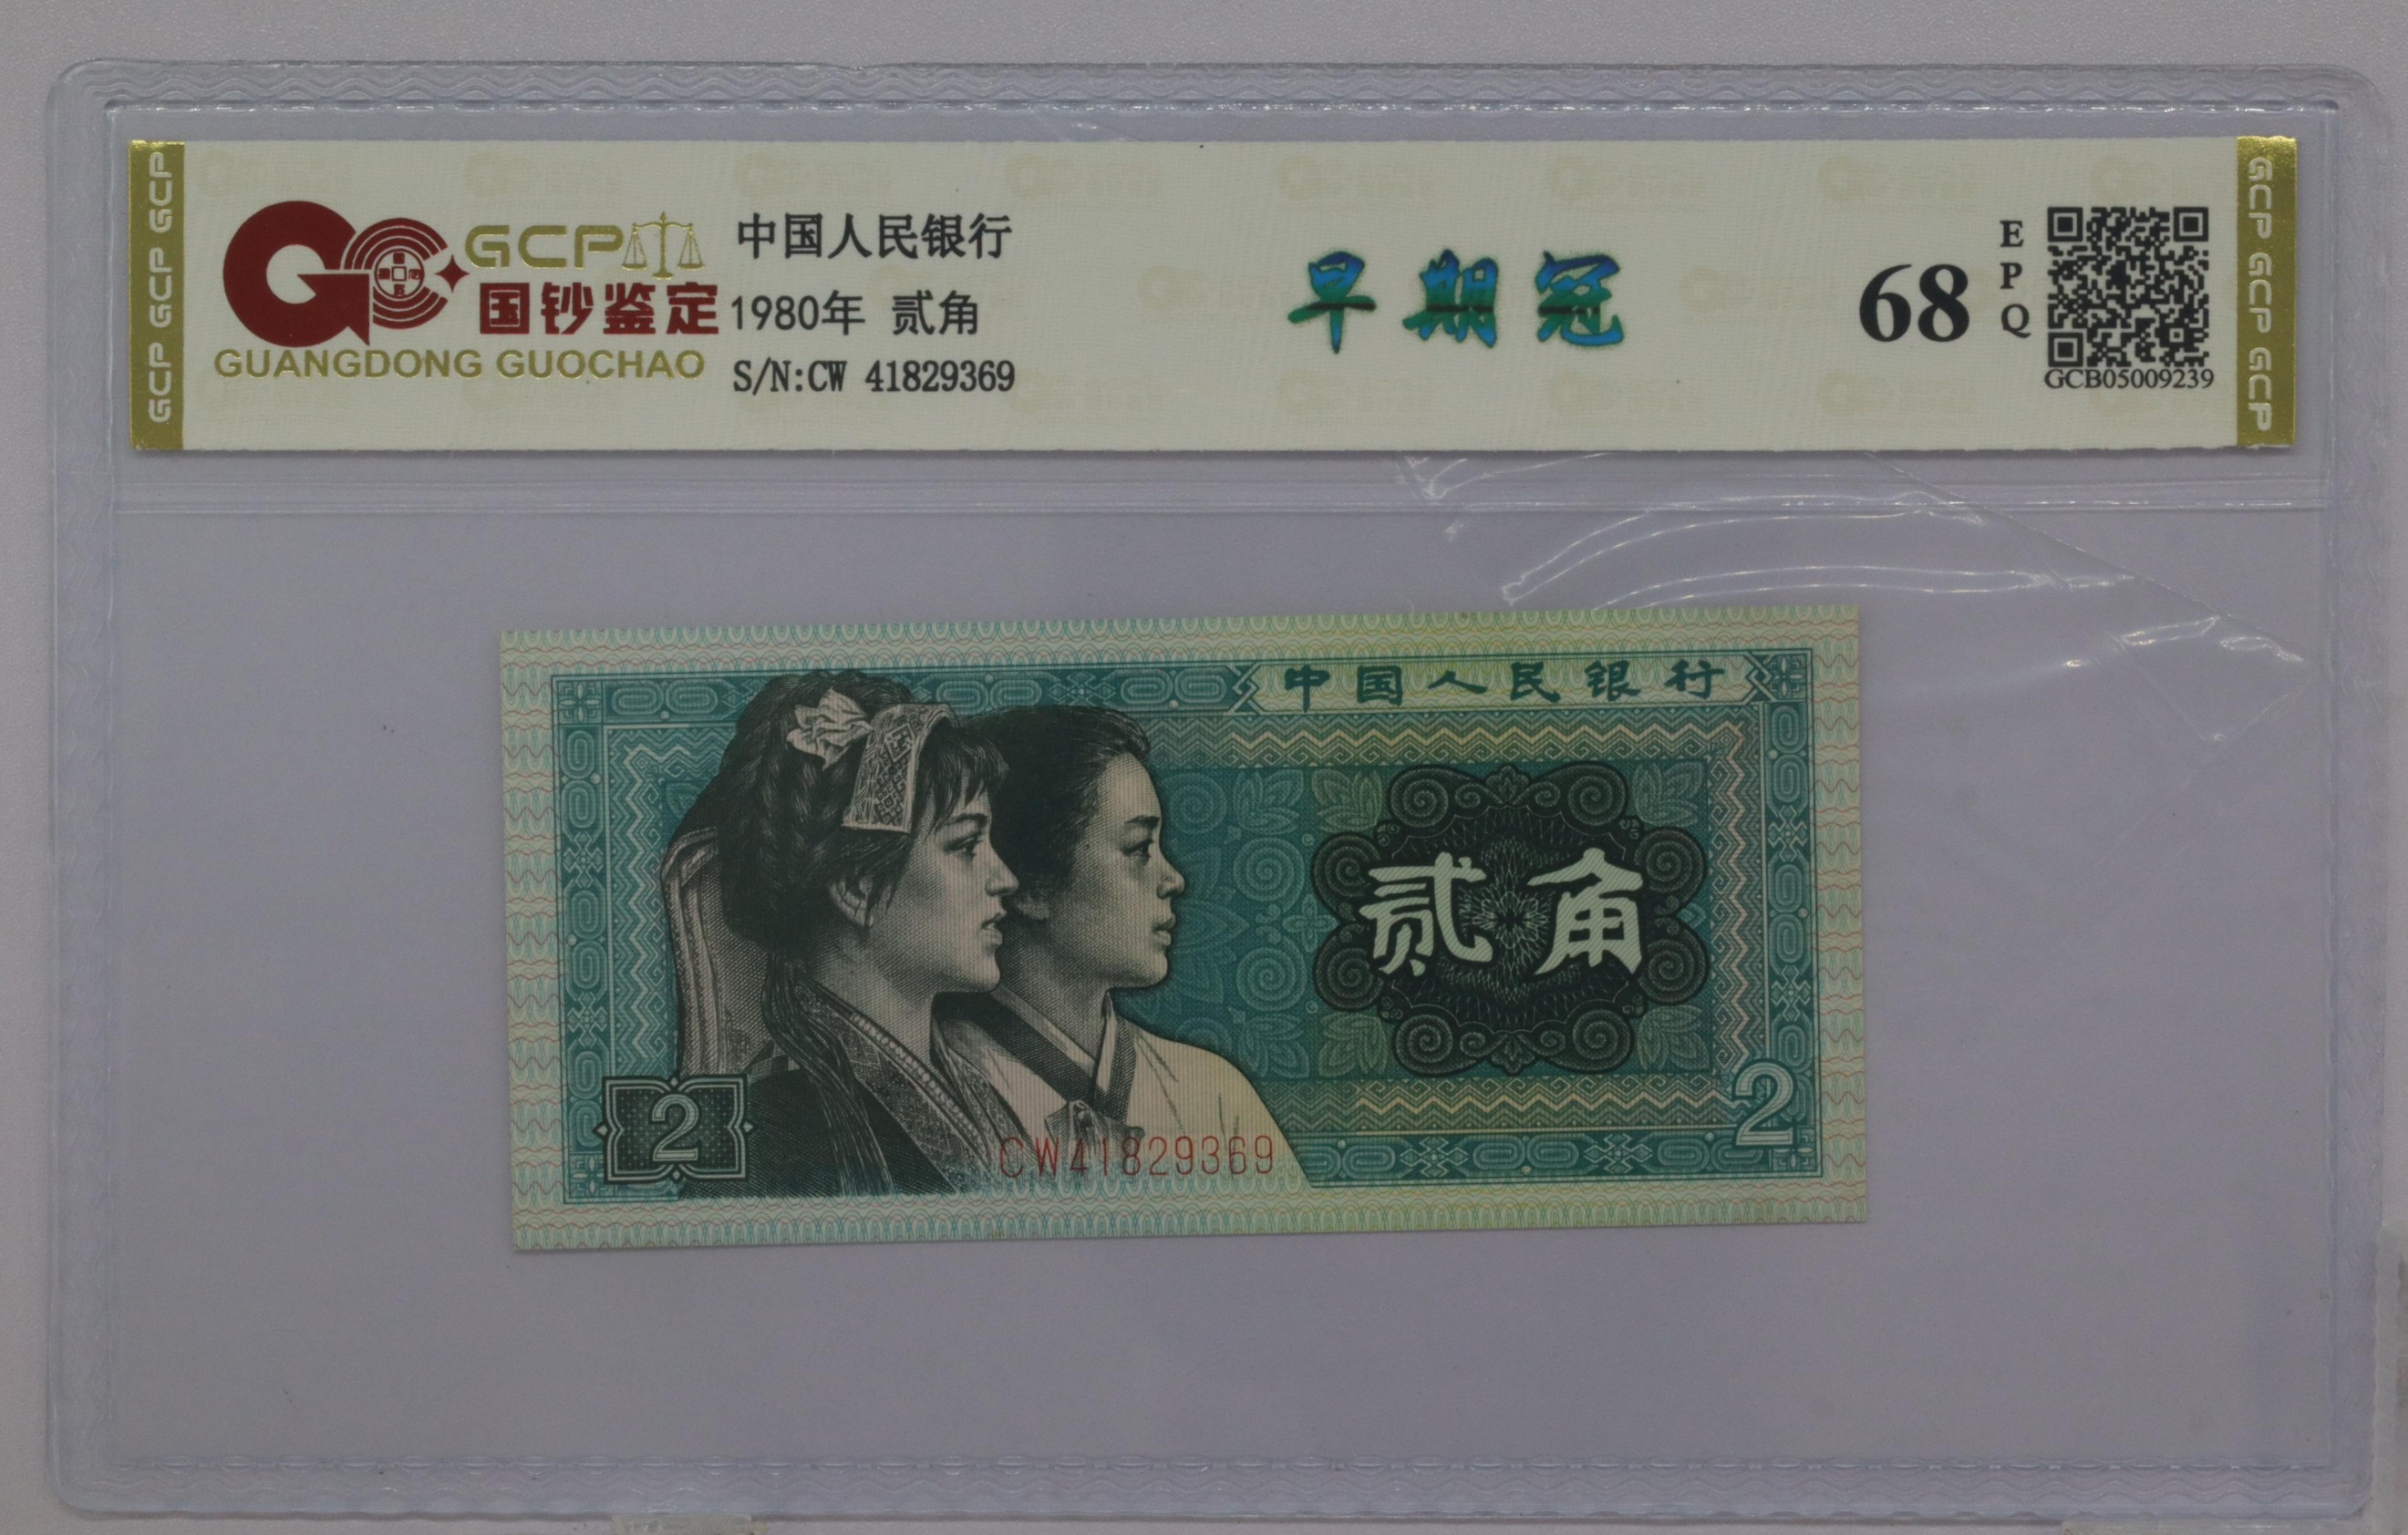 GCP GCP GCP
GCP
国钞鉴定
GUANGDONG GUOCHAO
中国人民银行
1980年 贰角
S/N:CW 41829369
早期冠
68
EPQ
GCB05009239
GCP GCP GCP
中国人民银行
贰角
2
CW41829369
2